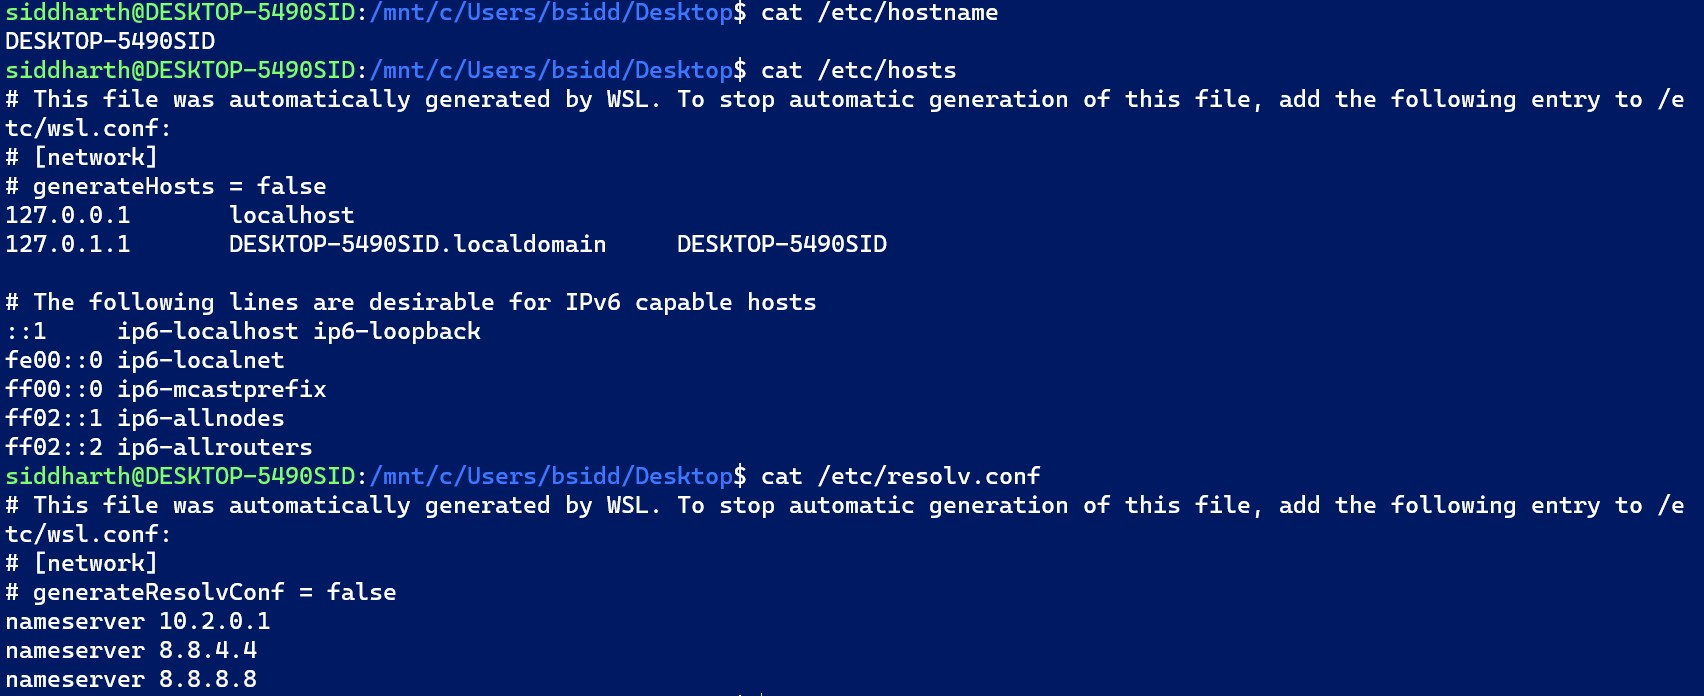 siddharth@DESKTOP-5490SID:/mnt/c/Users/bsidd/Desktop$ cat /etc/hostname
DESKTOP-5490SID
siddharth@DESKTOP-5490SID:/mnt/c/Users/bsidd/Desktop$ cat /etc/hosts
# This file was automatically generated by WSL. To stop automatic generation of this file, add the following entry to /e
tc/wsl.conf:
# [network]
# generateHosts = false
127.0.0.1       localhost
127.0.1.1       DESKTOP-5490SID.localdomain     DESKTOP-5490SID

# The following lines are desirable for IPv6 capable hosts
::1     ip6-localhost ip6-loopback
fe00::0 ip6-localnet
ff00::0 ip6-mcastprefix
ff02::1 ip6-allnodes
ff02::2 ip6-allrouters
siddharth@DESKTOP-5490SID:/mnt/c/Users/bsidd/Desktop$ cat /etc/resolv.conf
# This file was automatically generated by WSL. To stop automatic generation of this file, add the following entry to /e
tc/wsl.conf:
# [network]
# generateResolvConf = false
nameserver 10.2.0.1
nameserver 8.8.4.4
nameserver 8.8.8.8